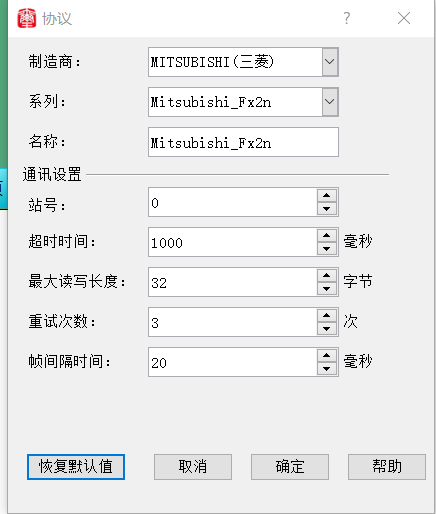 协议
制造商： MITSUBISHI(三菱)
系列： Mitsubishi_Fx2n
名称： Mitsubishi_Fx2n
通讯设置
站号： 0
超时时间： 1000 毫秒
最大读写长度： 32 字节
重试次数： 3 次
帧间隔时间： 20 毫秒
恢复默认值 取消 确定 帮助